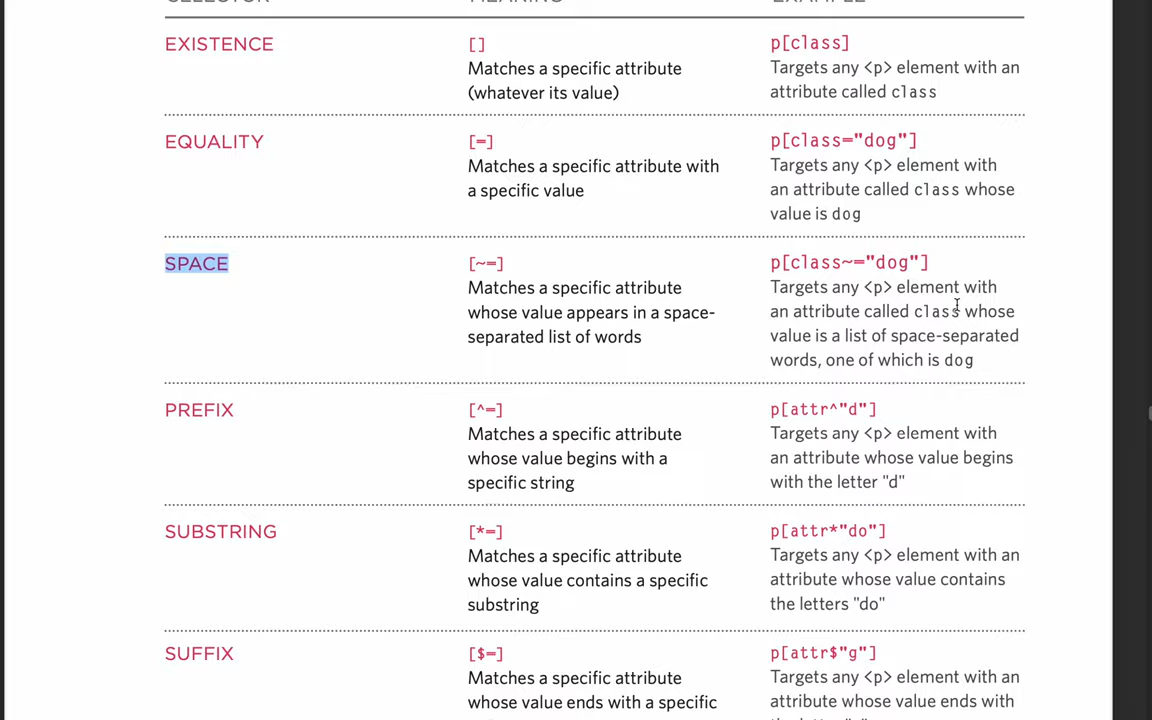 SELECTOR MEANING EXAMPLE
EXISTENCE
[]
Matches a specific attribute
(whatever its value)
p[class]
Targets any <p> element with an
attribute called class
EQUALITY
[=]
Matches a specific attribute with
a specific value
p[class="dog"]
Targets any <p> element with
an attribute called class whose
value is dog
SPACE
[~=]
Matches a specific attribute
whose value appears in a space-
separated list of words
p[class~="dog"]
Targets any <p> element with
an attribute called class whose
value is a list of space-separated
words, one of which is dog
PREFIX
[^=]
Matches a specific attribute
whose value begins with a
specific string
p[attr^"d"]
Targets any <p> element with
an attribute whose value begins
with the letter "d"
SUBSTRING
[*=]
Matches a specific attribute
whose value contains a specific
substring
p[attr*"do"]
Targets any <p> element with an
attribute whose value contains
the letters "do"
SUFFIX
[$=]
Matches a specific attribute
whose value ends with a specific
p[attr$"g"]
Targets any <p> element with an
attribute whose value ends with